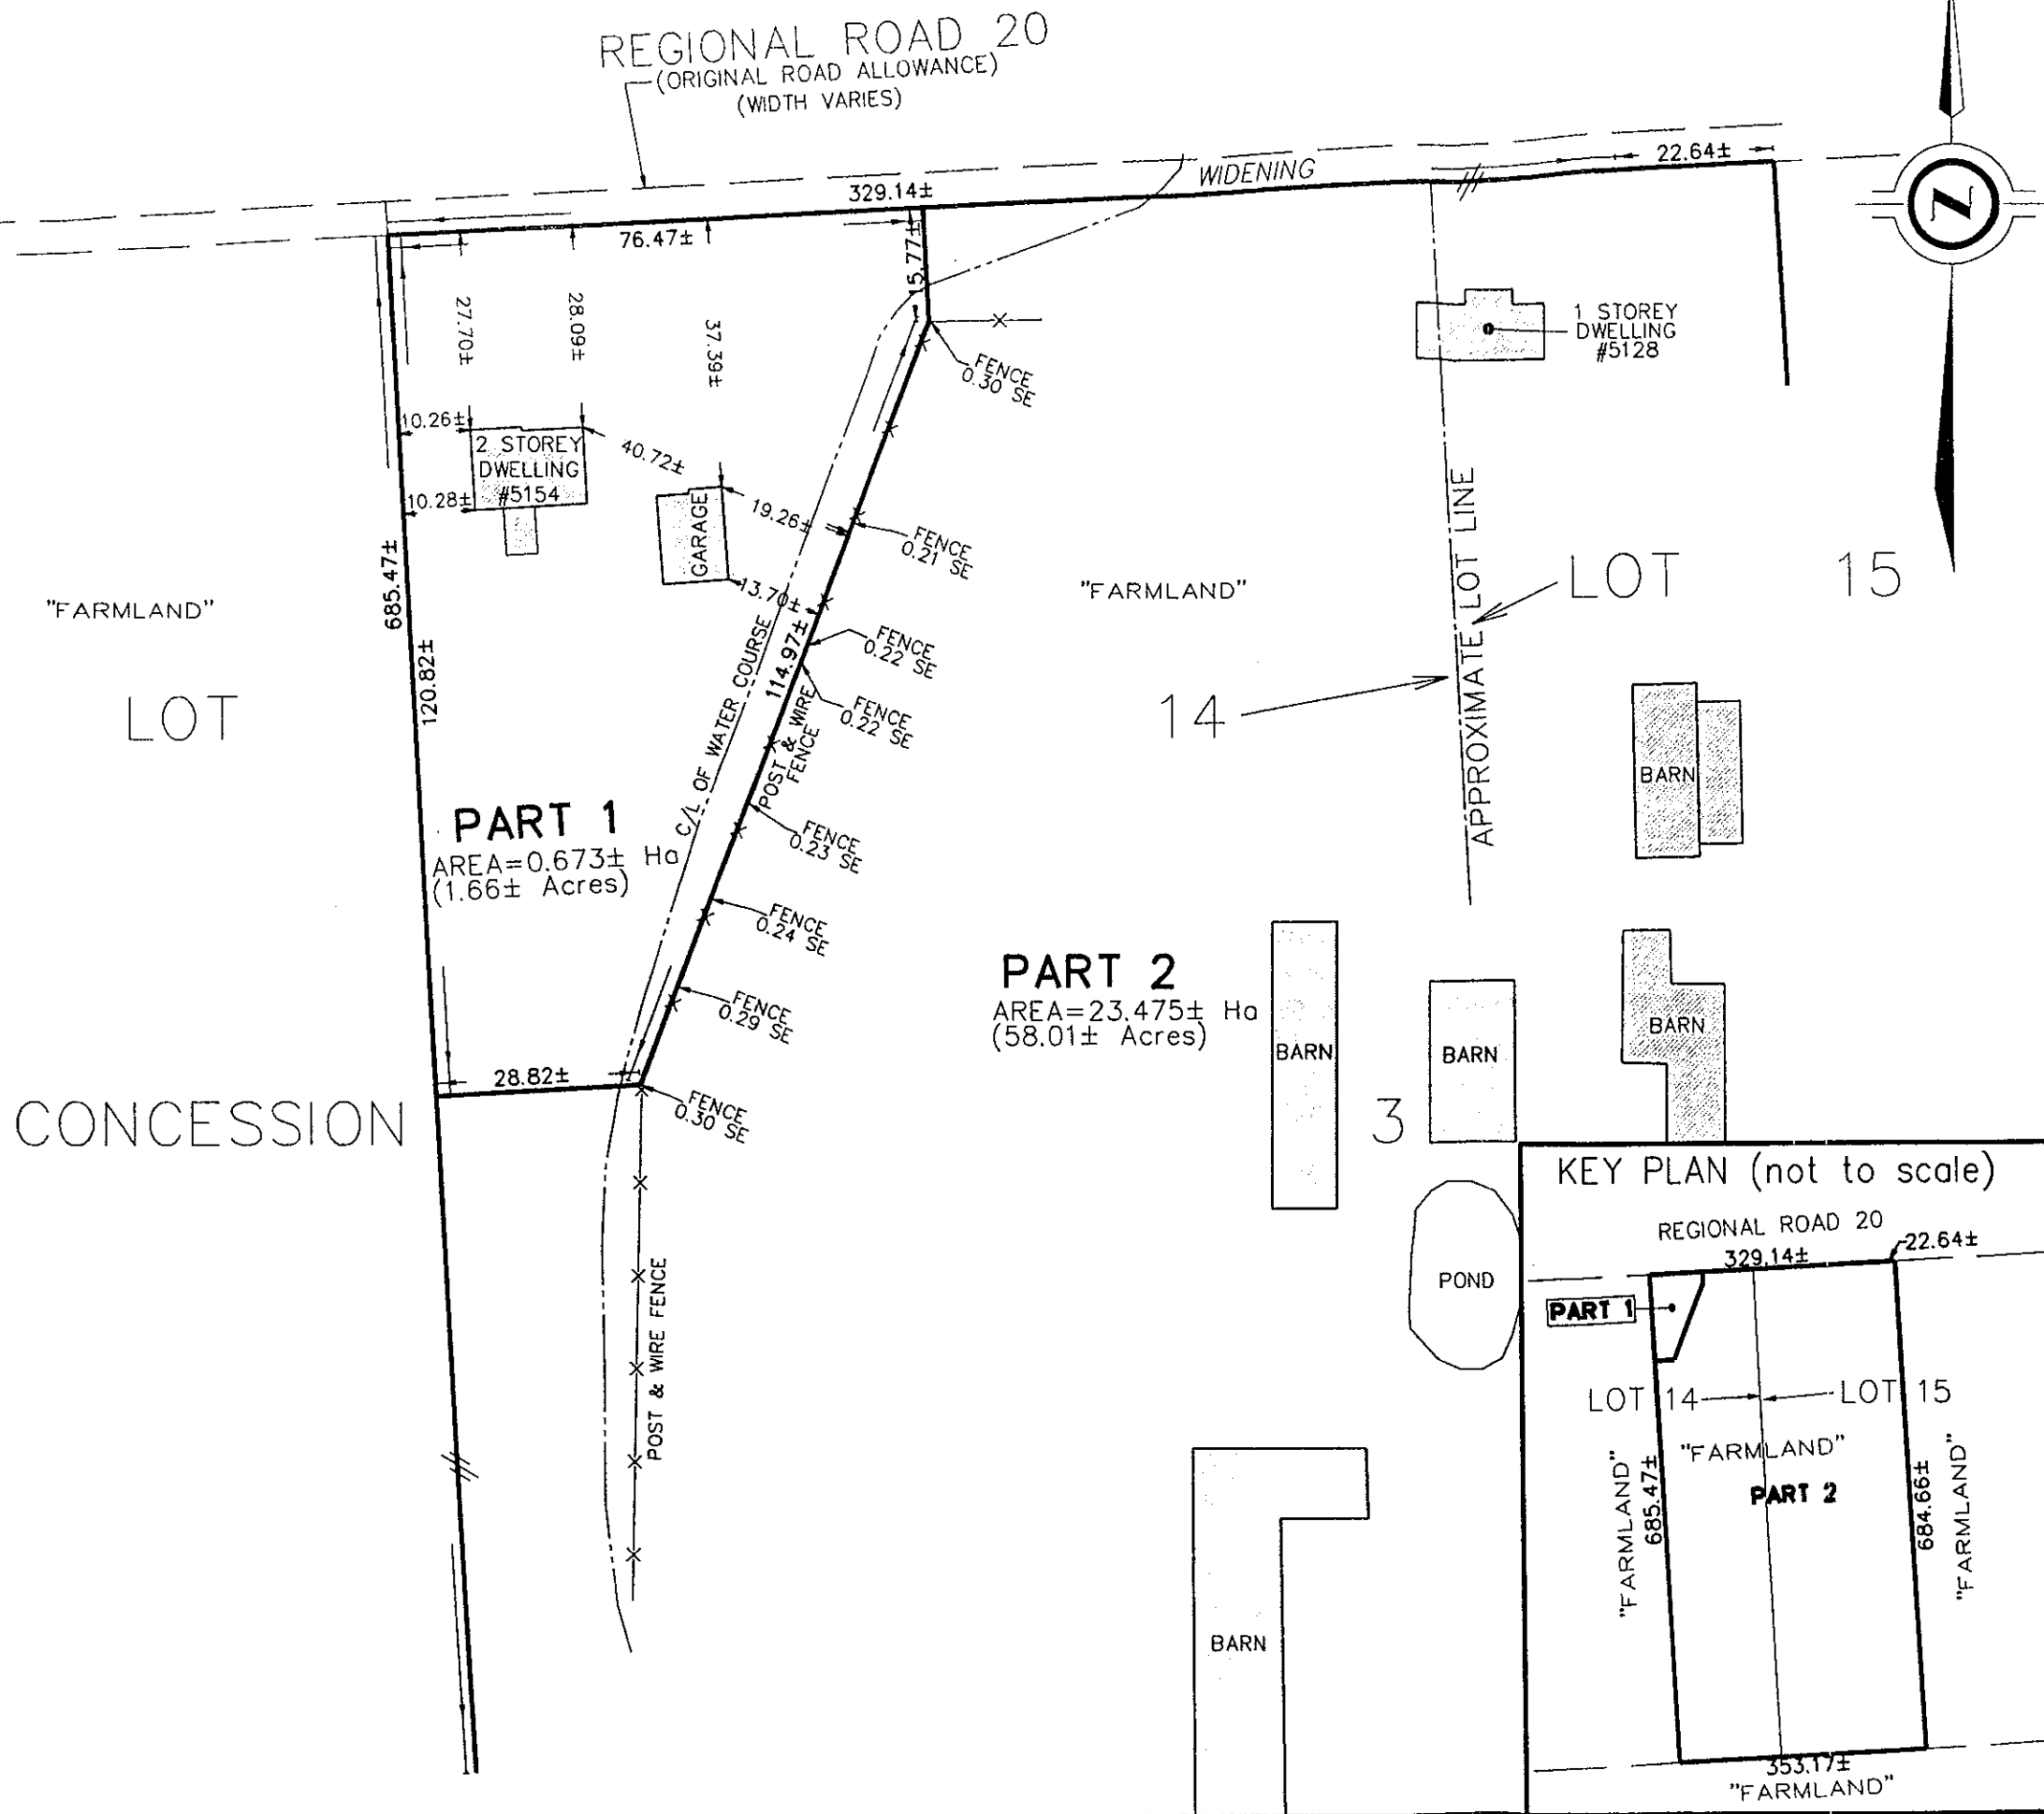 REGIONAL ROAD 20
(ORIGINAL ROAD ALLOWANCE)
(WIDTH VARIES)
WIDENING
22.64±
329.14±
76.47±
15.77±
27.70±
28.09±
37.39±
FENCE
0.30 SE
1 STOREY
DWELLING
#5128
Z
10.26±
2 STOREY
DWELLING
#5154
10.28±
40.72±
GARAGE
19.26±
13.70±
FENCE
0.21 SE
"FARMLAND"
685.47±
120.82±
LOT
C/L OF WATER COURSE
114.97±
POST & WIRE
FENCE
FENCE
0.22 SE
FENCE
0.22 SE
"FARMLAND"
14
APPROXIMATE LOT LINE
LOT 15
BARN
PART 1
AREA=0.673± Ha
(1.66± Acres)
FENCE
0.23 SE
FENCE
0.24 SE
FENCE
0.29 SE
PART 2
AREA=23.475± Ha
(58.01± Acres)
BARN
BARN
BARN
28.82±
FENCE
0.30 SE
CONCESSION
3
POST & WIRE FENCE
POND
BARN
KEY PLAN (not to scale)
REGIONAL ROAD 20
329.14±
22.64±
PART 1
LOT 14
LOT 15
"FARMLAND"
PART 2
"FARMLAND"
685.47±
684.66±
"FARMLAND"
353.17±
"FARMLAND"